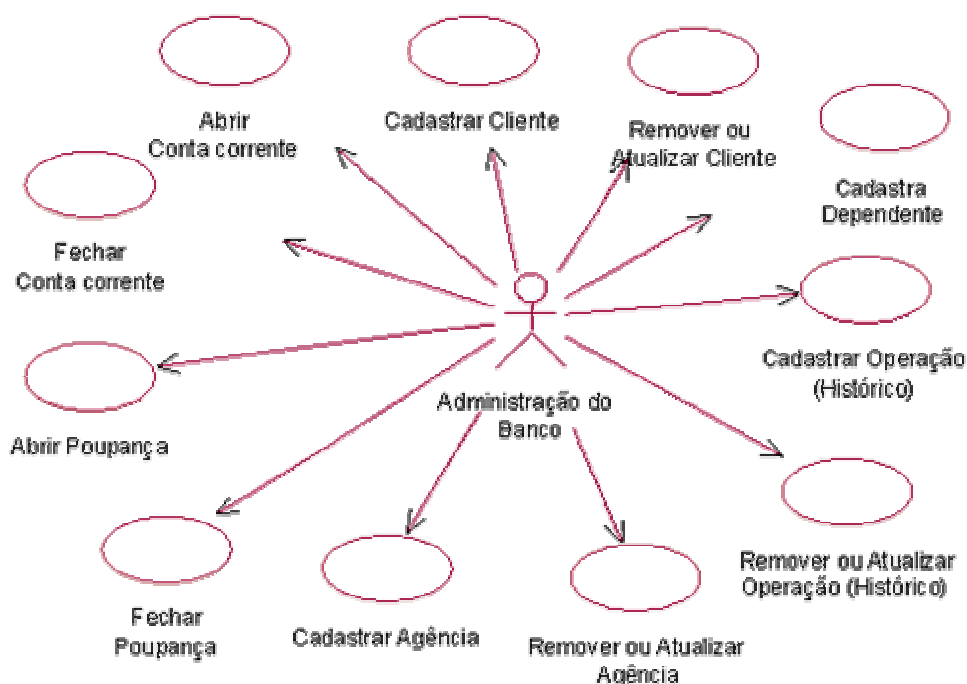 Abrir
Conta corrente
Cadastrar Cliente
Remover ou
Atualizar Cliente
Cadastra
Dependente
Fechar
Conta corrente
Cadastrar Operação
(Histórico)
Administração do
Banco
Abrir Poupança
Remover ou Atualizar
Operação (Histórico)
Fechar
Poupança
Cadastrar Agência
Remover ou Atualizar
Agência